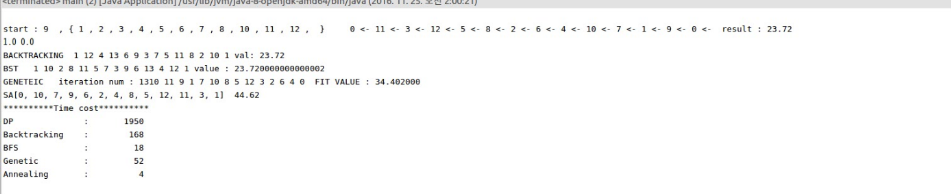 <terminated> main (2) [Java Application] /usr/lib/jvm/java-8-openjdk-amd64/bin/java (2016. 11. 25. 오전 2:00:21)
start : 9 , { 1 , 2 , 3 , 4 , 5 , 6 , 7 , 8 , 10 , 11 , 12 , } 0 <- 11 <- 3 <- 12 <- 5 <- 8 <- 2 <- 6 <- 4 <- 10 <- 7 <- 1 <- 9 <- 0 <- result : 23.72
1.0 0.0
BACKTRACKING 1 12 4 13 6 9 3 7 5 11 8 2 10 1 val: 23.72
BST 1 10 2 8 11 5 7 3 9 6 13 4 12 1 value : 23.720000000000002
GENETEIC iteration num : 1310 11 9 1 7 10 8 5 12 3 2 6 4 0 FIT VALUE : 34.402000
SA[0, 10, 7, 9, 6, 2, 4, 8, 5, 12, 11, 3, 1] 44.62
**********Time cost**********
DP : 1950
Backtracking : 168
BFS : 18
Genetic : 52
Annealing : 4